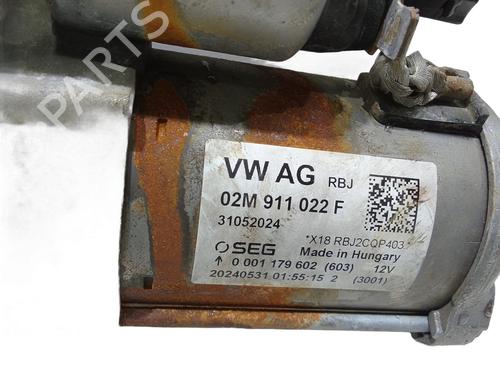 B-PARTS
VW AG RBJ
02M 911 022 F
31052024
*X18 RBJ2CQP403*
SEG Made in Hungary
↑ 0 001 179 602 (603) 12V
20240531 01:55:15 2 (3001)